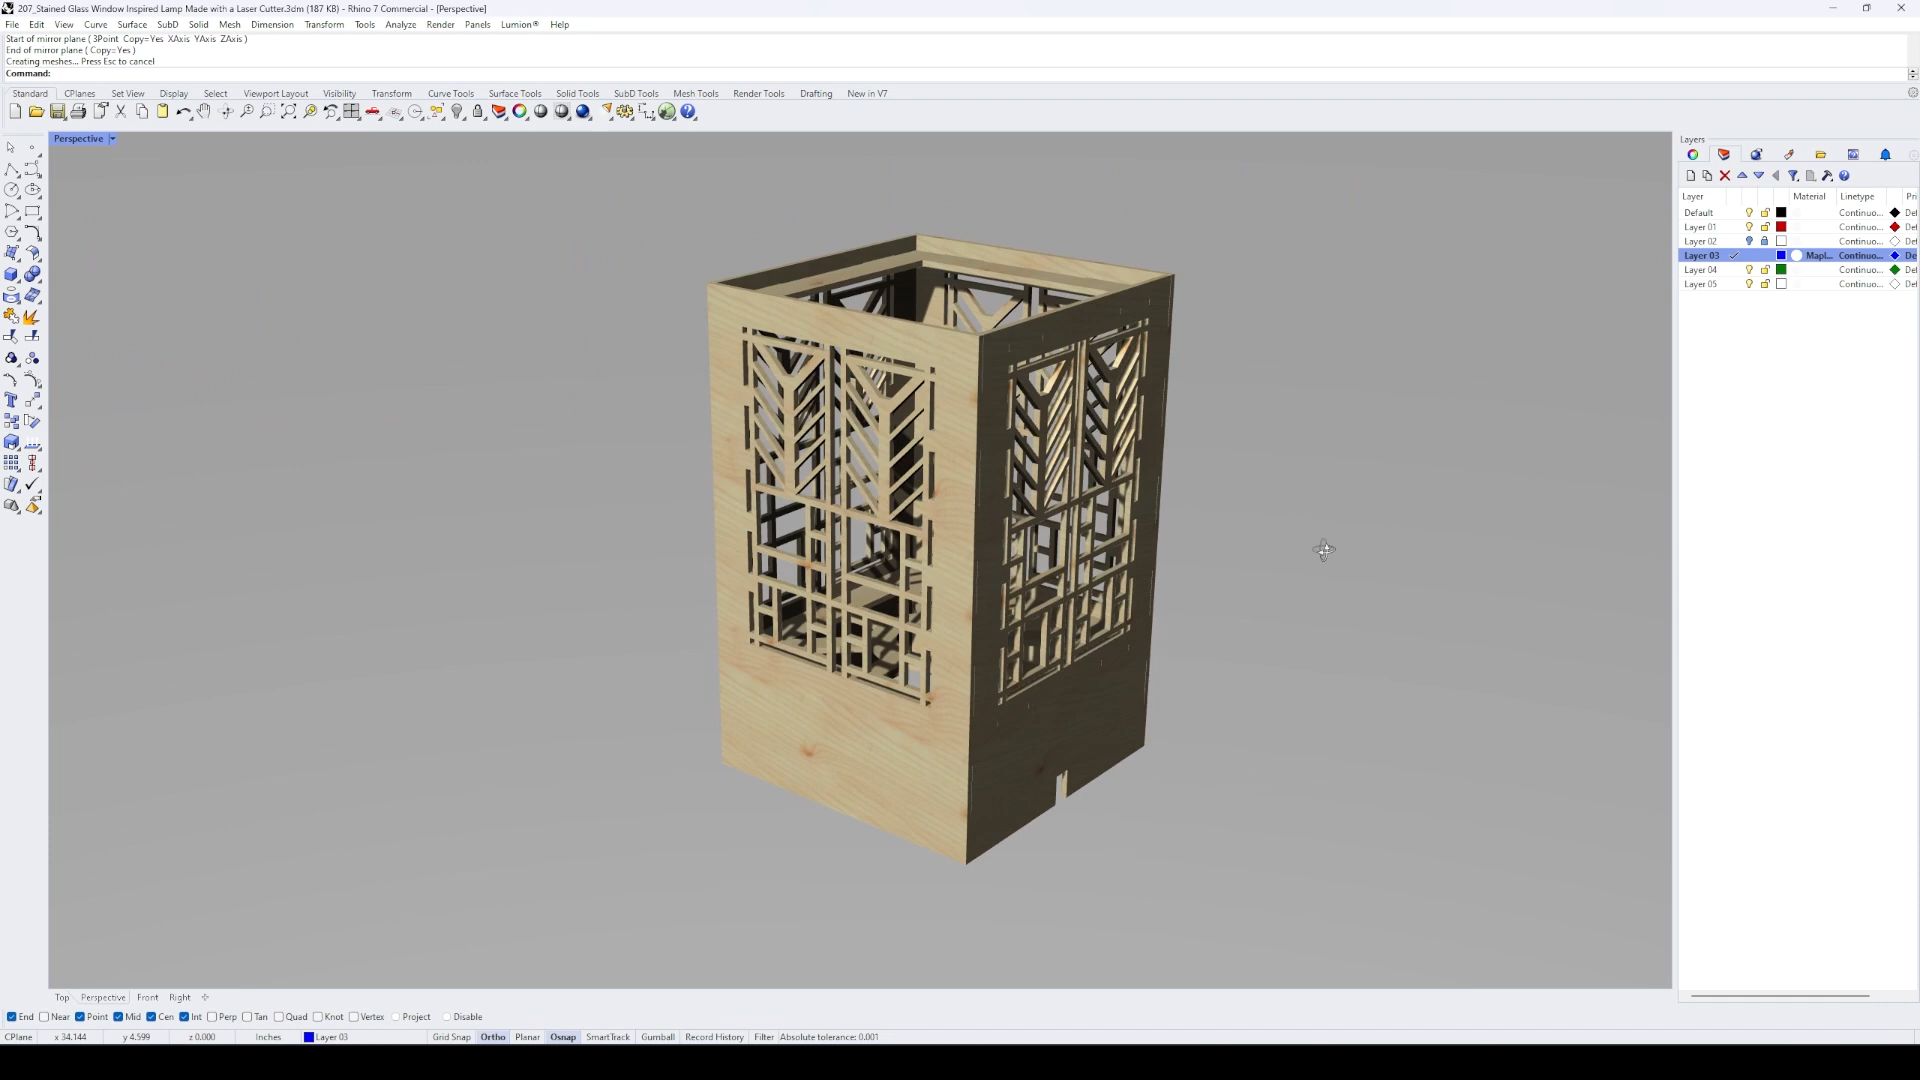 207_Stained Glass Window Inspired Lamp Made with a Laser Cutter.3dm (187 KB) - Rhino 7 Commercial - [Perspective]
File Edit View Curve Surface SubD Solid Mesh Dimension Transform Tools Analyze Render Panels Lumion® Help
Start of mirror plane ( 3Point Copy=Yes XAxis YAxis ZAxis )
End of mirror plane ( Copy=Yes )
Creating meshes... Press Esc to cancel
Command:
Standard CPlanes Set View Display Select Viewport Layout Visibility Transform Curve Tools Surface Tools Solid Tools SubD Tools Mesh Tools Render Tools Drafting New in V7
Perspective
Layers
Layer Material Linetype Pri
Default Continuo... Def
Layer 01 Continuo... Def
Layer 02 Continuo... Def
Layer 03 Mapl... Continuo... De
Layer 04 Continuo... Def
Layer 05 Continuo... Def
Top Perspective Front Right
End Near Point Mid Cen Int Perp Tan Quad Knot Vertex Project Disable
CPlane x 34.144 y 4.599 z 0.000 Inches Layer 03 Grid Snap Ortho Planar Osnap SmartTrack Gumball Record History Filter Absolute tolerance: 0.001